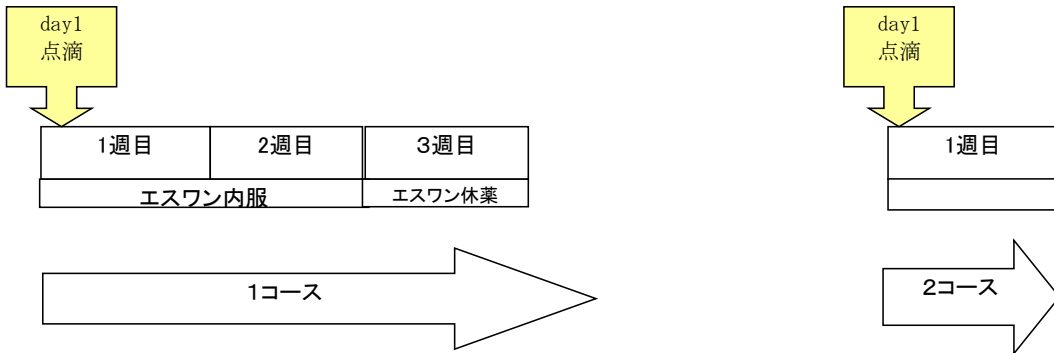 day1
点滴
day1
点滴
1週目
2週目
3週目
1週目
エスワン内服
エスワン休薬
1コース
2コース